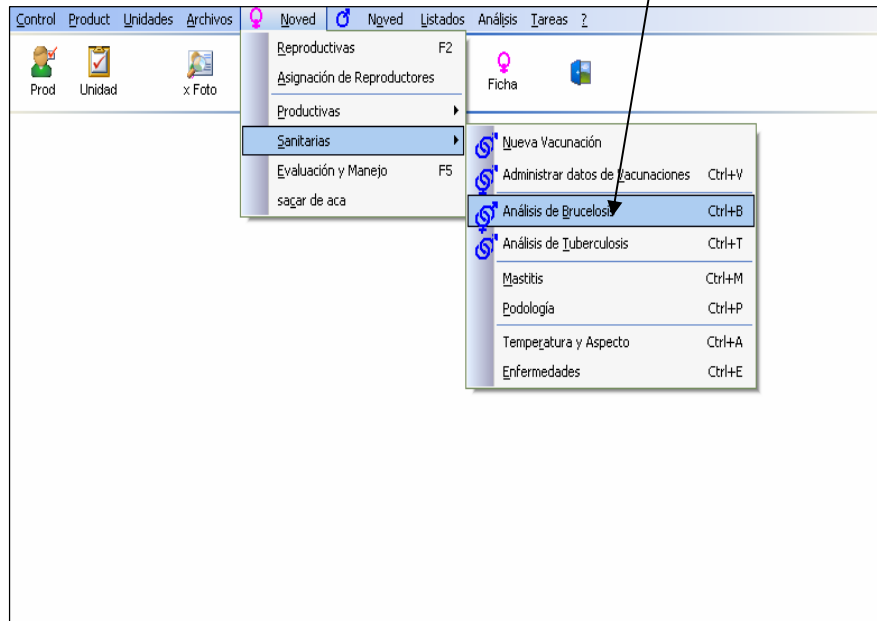 Control Product Unidades Archivos Noved Noved Listados Análisis Tareas ?
Prod Unidad x Foto Ficha
Reproductivas F2
Asignación de Reproductores
Productivas
Sanitarias
Evaluación y Manejo F5
sacar de aca
Nueva Vacunación
Administrar datos de Vacunaciones Ctrl+V
Análisis de Brucelosis Ctrl+B
Análisis de Tuberculosis Ctrl+T
Mastitis Ctrl+M
Podología Ctrl+P
Temperatura y Aspecto Ctrl+A
Enfermedades Ctrl+E